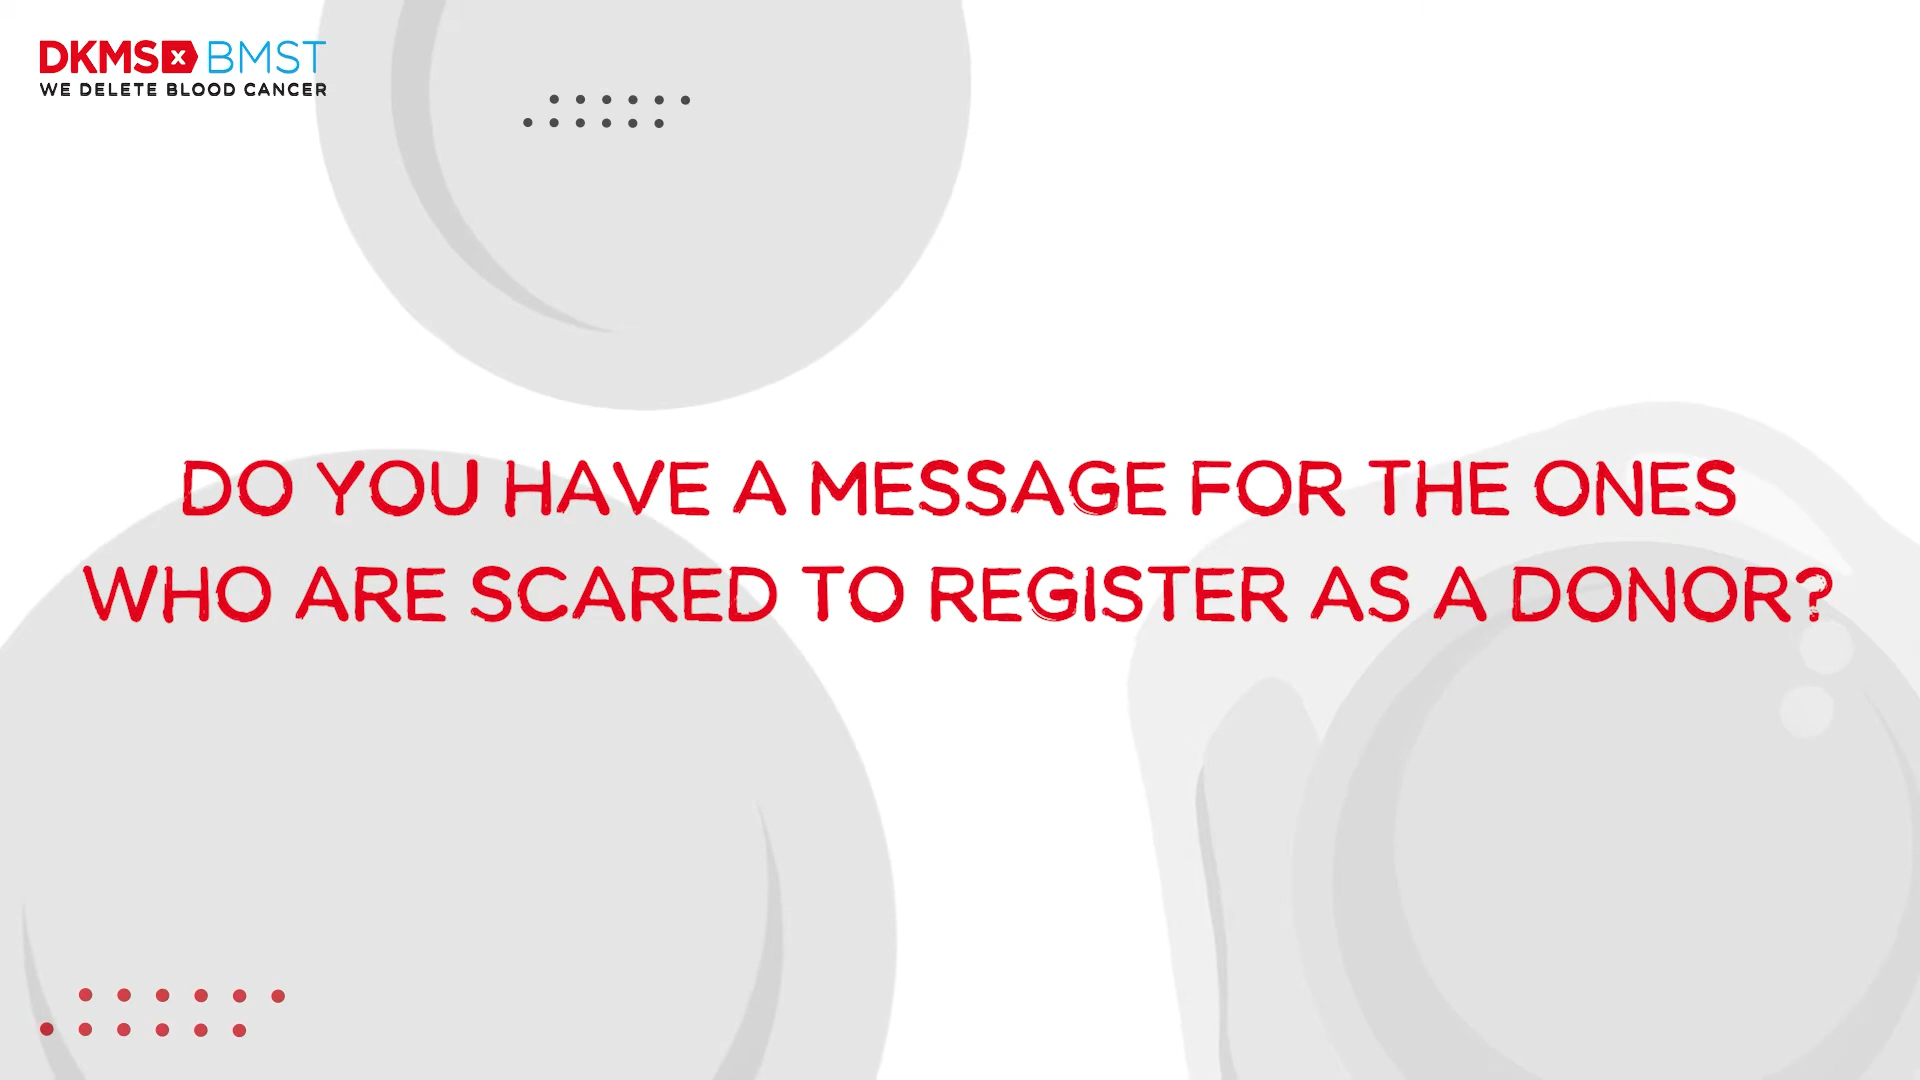 DKMS x BMST
WE DELETE BLOOD CANCER
DO YOU HAVE A MESSAGE FOR THE ONES
WHO ARE SCARED TO REGISTER AS A DONOR?